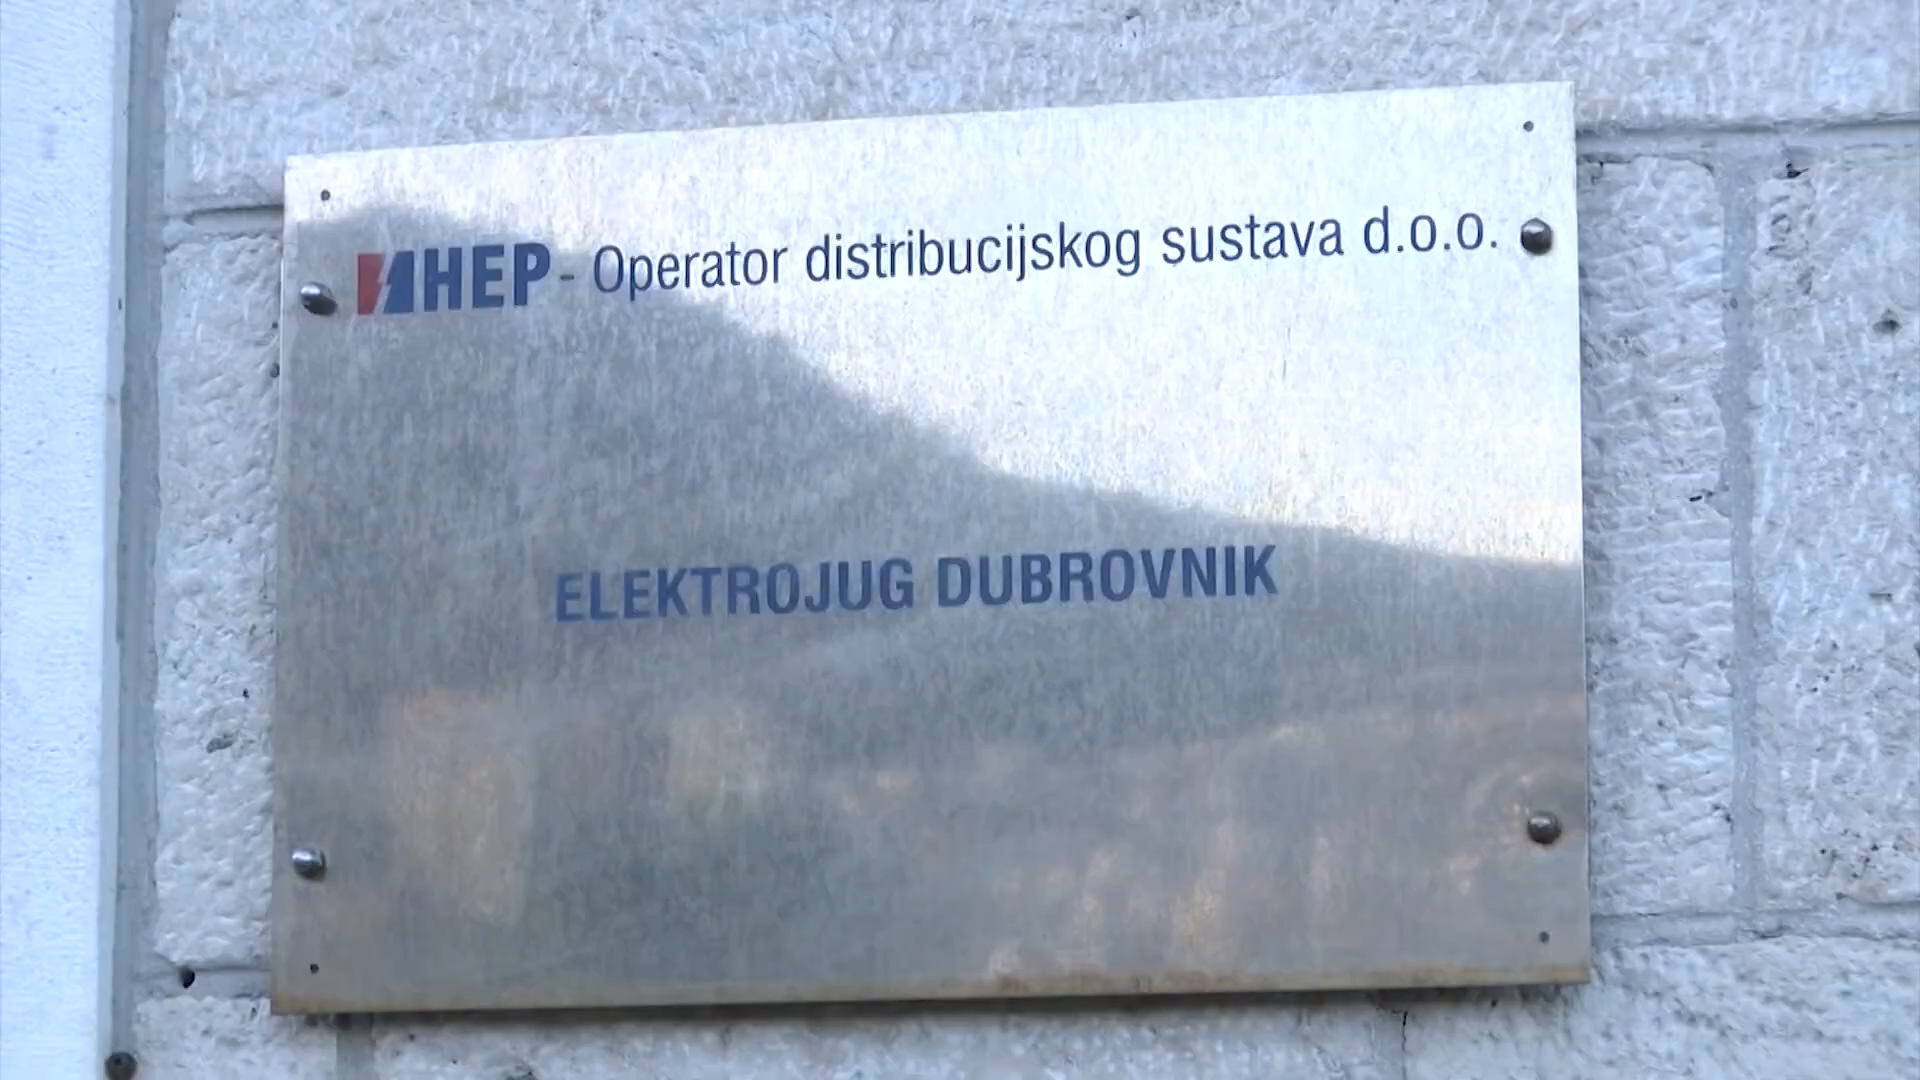 HEP - Operator distribucijskog sustava d.o.o.
ELEKTROJUG DUBROVNIK